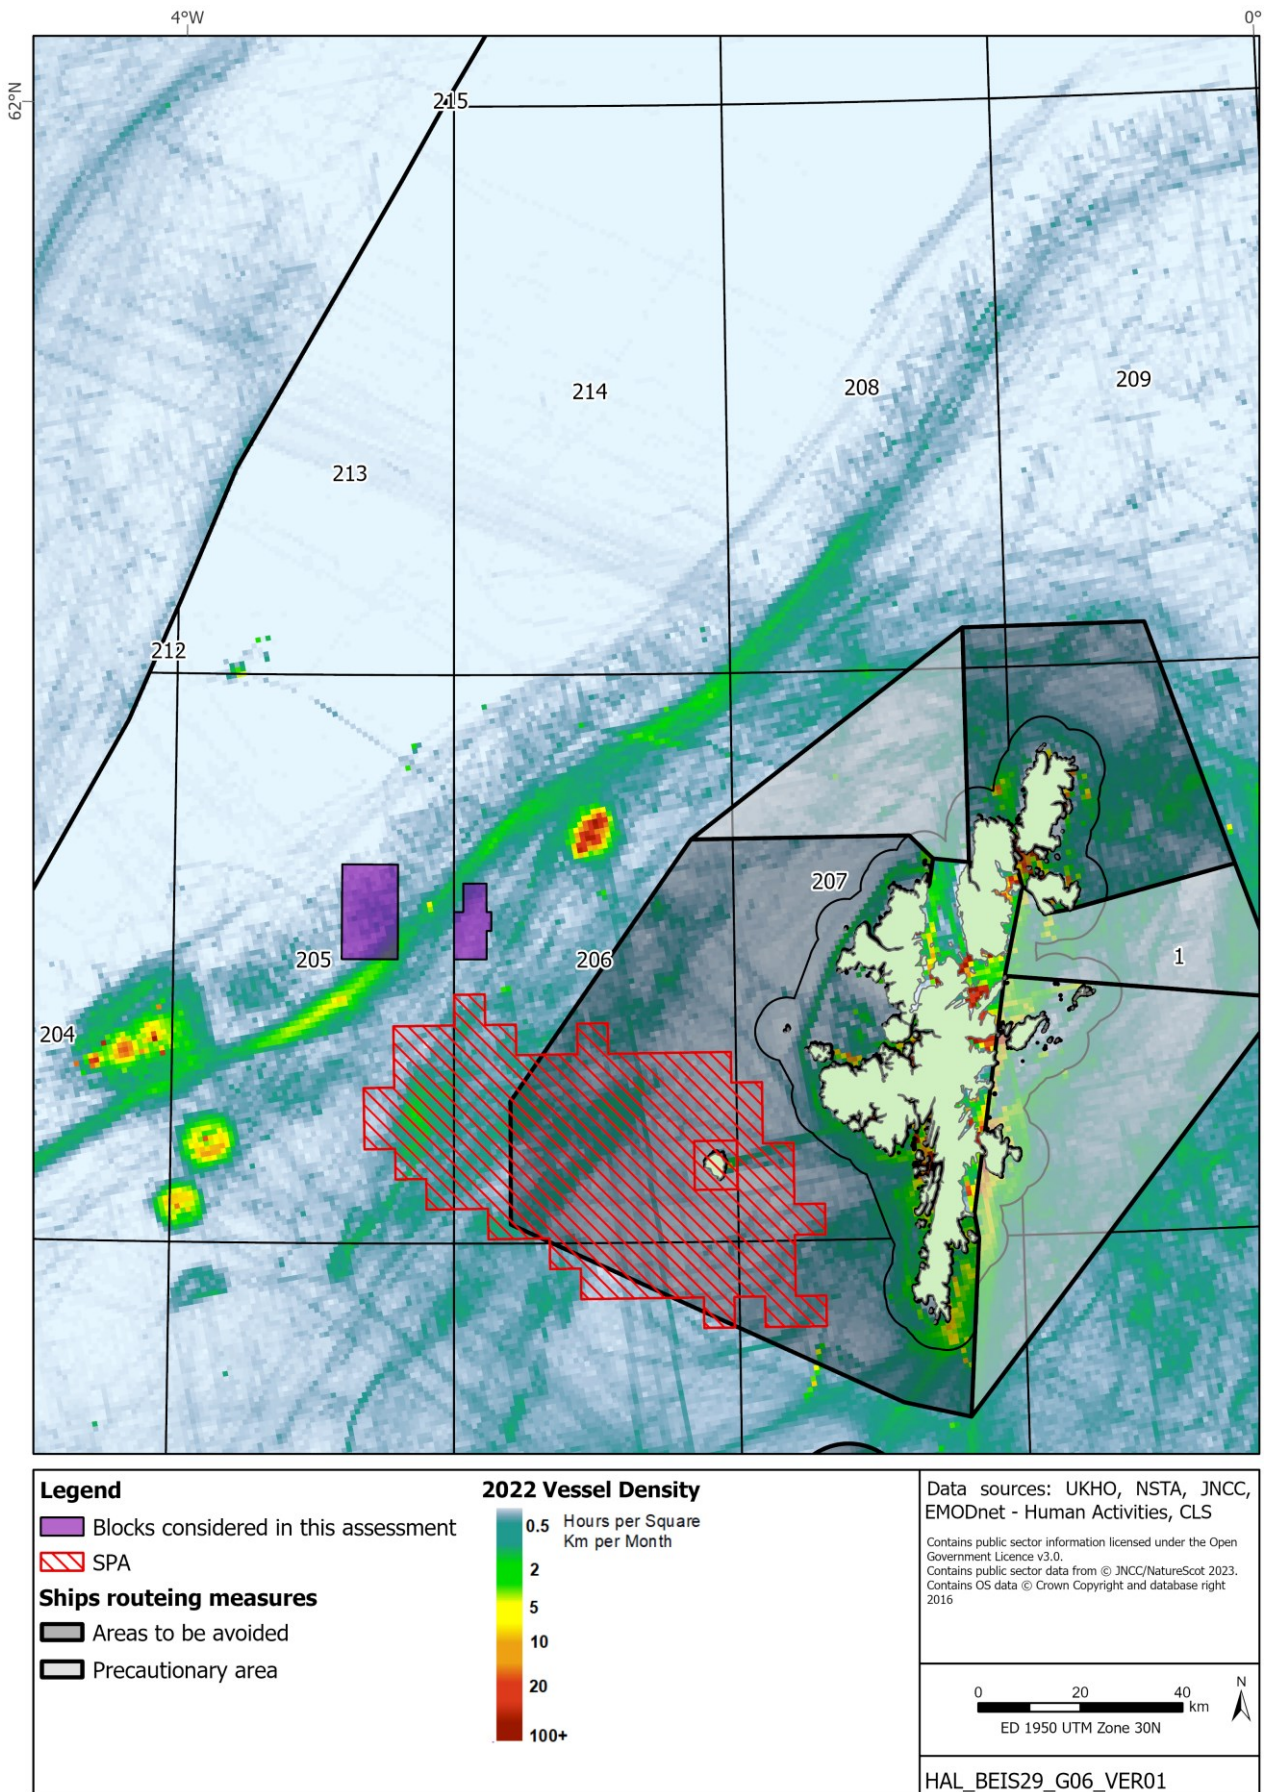 4°W
0°
62°N
215
214
208
209
213
212
207
205
206
1
204
Legend
Blocks considered in this assessment
SPA
Ships routeing measures
Areas to be avoided
Precautionary area
2022 Vessel Density
Hours per Square
Km per Month
0.5
2
5
10
20
100+
Data sources: UKHO, NSTA, JNCC,
EMODnet - Human Activities, CLS
Contains public sector information licensed under the Open
Government Licence v3.0.
Contains public sector data from © JNCC/NatureScot 2023.
Contains OS data © Crown Copyright and database right
2016
0 20 40
km
N
ED 1950 UTM Zone 30N
HAL_BEIS29_G06_VER01